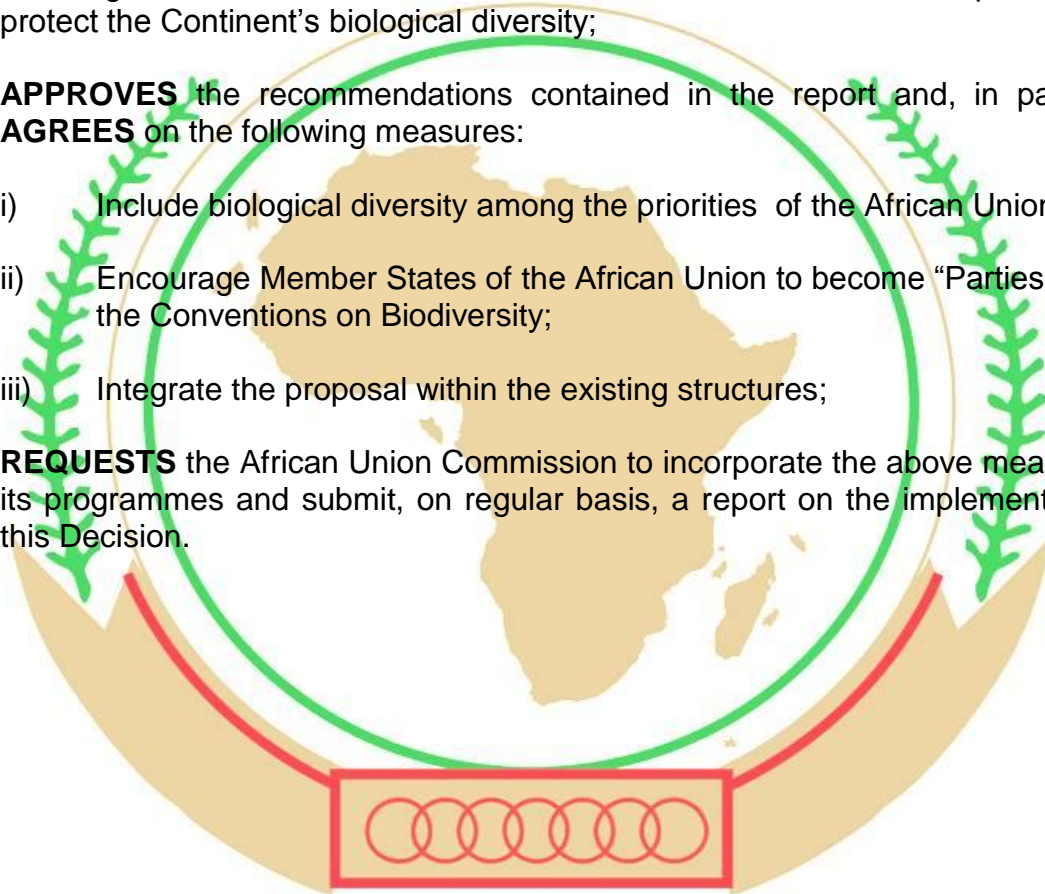 protect the Continent’s biological diversity;
APPROVES the recommendations contained in the report and, in
AGREES on the following measures:
i) Include biological diversity among the priorities of the African Union
ii) Encourage Member States of the African Union to become “Parties
the Conventions on Biodiversity;
iii) Integrate the proposal within the existing structures;
REQUESTS the African Union Commission to incorporate the above
its programmes and submit, on regular basis, a report on the
this Decision.